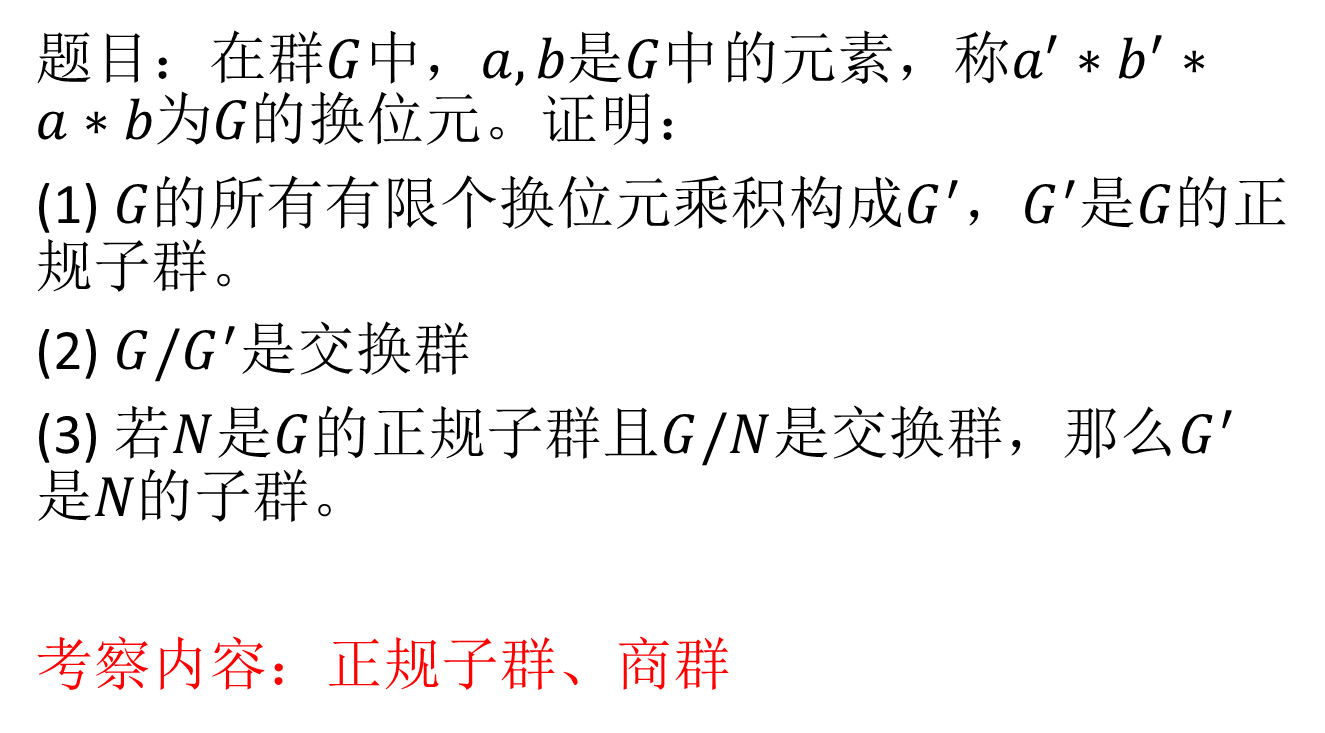 题目：在群𝐺中，𝑎,𝑏是𝐺中的元素，称𝑎′ ∗ 𝑏′ ∗
𝑎 ∗ 𝑏为𝐺的换位元。证明：
(1) 𝐺的所有有限个换位元乘积构成𝐺′，𝐺′是𝐺的正
规子群。
(2) 𝐺/𝐺′是交换群
(3) 若𝑁是𝐺的正规子群且𝐺/𝑁是交换群，那么𝐺′
是𝑁的子群。
考察内容：正规子群、商群